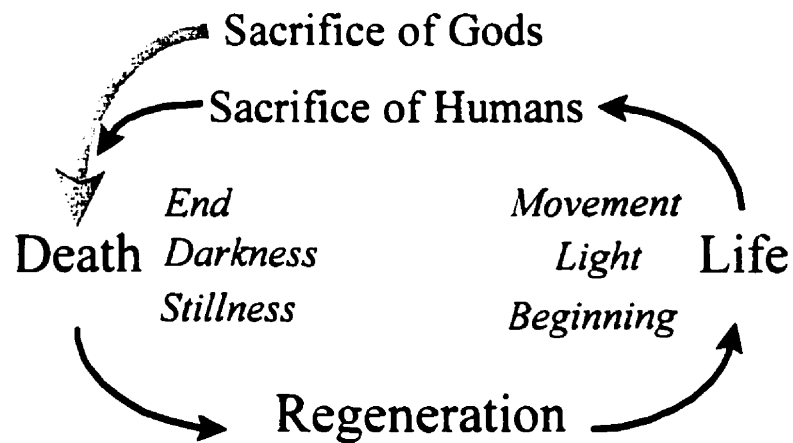 Sacrifice of Gods
Sacrifice of Humans
End
Movement
Death
Darkness
Light
Life
Stillness
Beginning
Regeneration